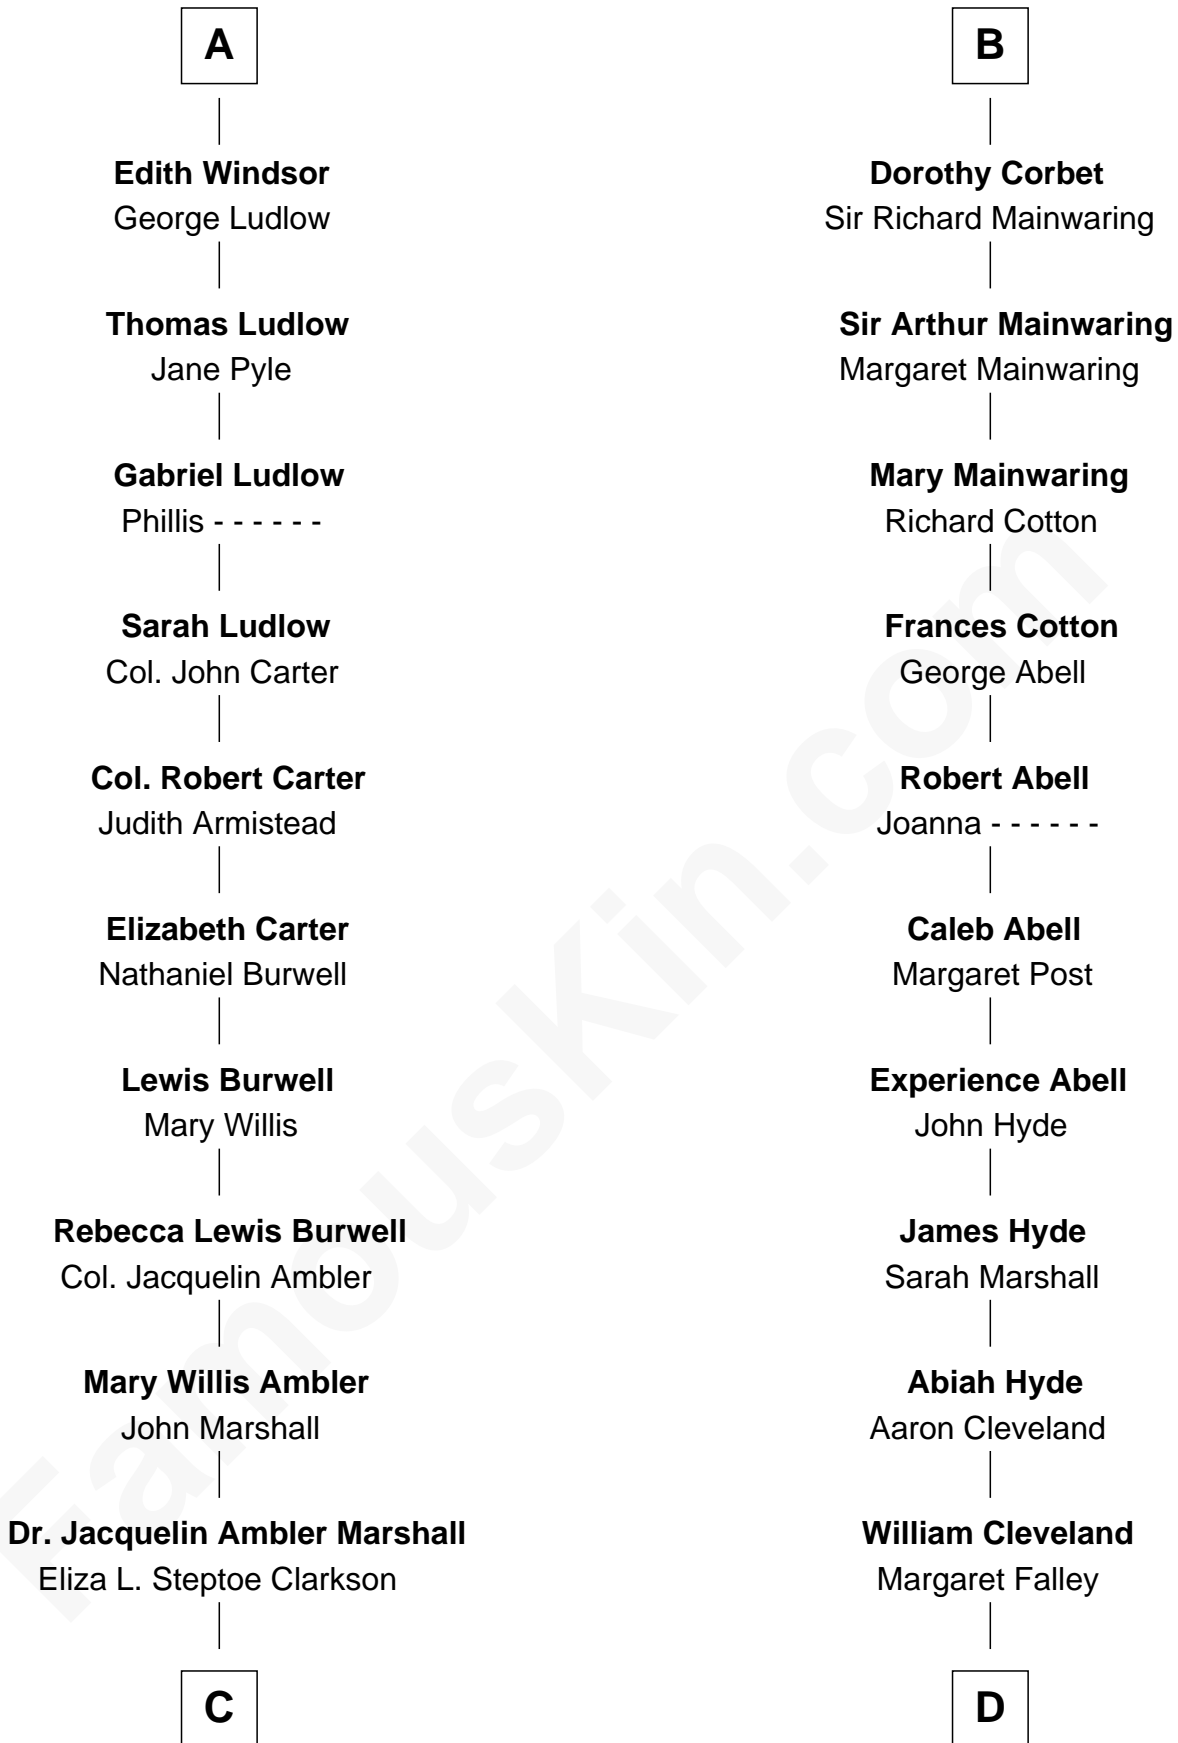 A
Edith Windsor
George Ludlow
Thomas Ludlow
Jane Pyle
Gabriel Ludlow
Phillis - - - - - -
Sarah Ludlow
Col. John Carter
Col. Robert Carter
Judith Armistead
Elizabeth Carter
Nathaniel Burwell
Lewis Burwell
Mary Willis
Rebecca Lewis Burwell
Col. Jacquelin Ambler
Mary Willis Ambler
John Marshall
Dr. Jacquelin Ambler Marshall
Eliza L. Steptoe Clarkson
C
B
Dorothy Corbet
Sir Richard Mainwaring
Sir Arthur Mainwaring
Margaret Mainwaring
Mary Mainwaring
Richard Cotton
Frances Cotton
George Abell
Robert Abell
Joanna - - - - - -
Caleb Abell
Margaret Post
Experience Abell
John Hyde
James Hyde
Sarah Marshall
Abiah Hyde
Aaron Cleveland
William Cleveland
Margaret Falley
D
FamousKin.com